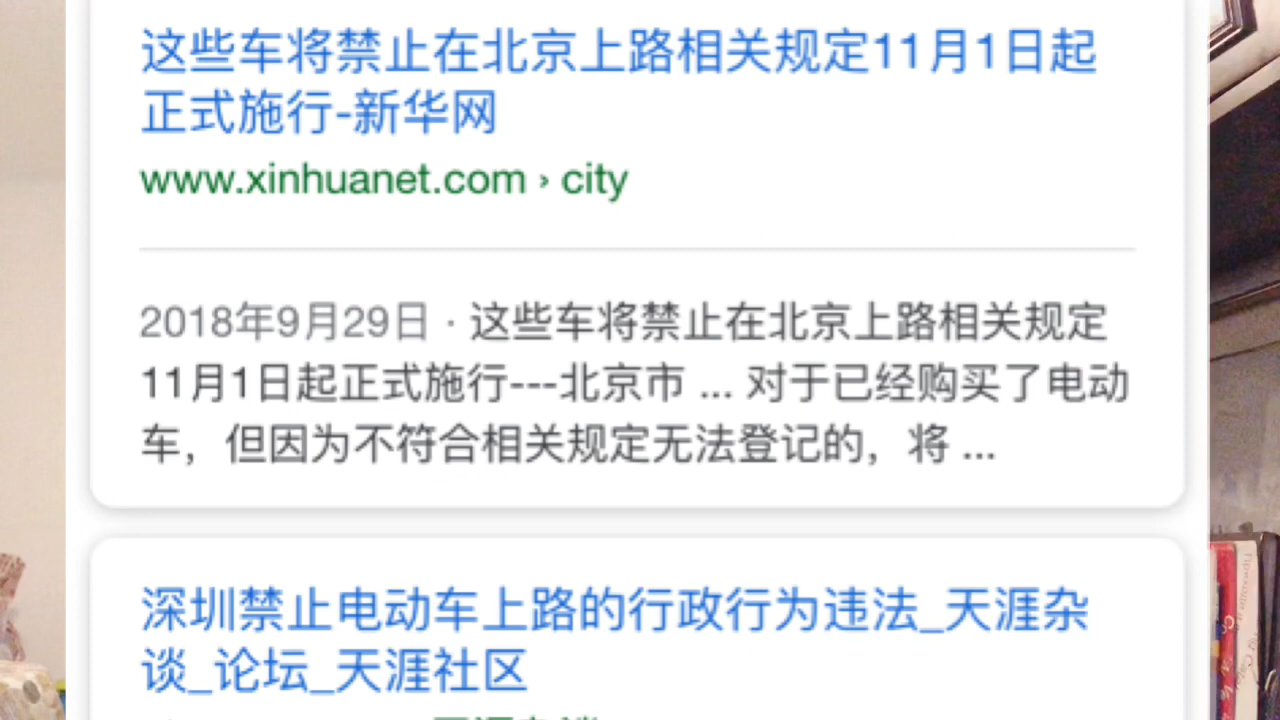 这些车将禁止在北京上路相关规定11月1日起
正式施行-新华网
www.xinhuanet.com › city
2018年9月29日 · 这些车将禁止在北京上路相关规定
11月1日起正式施行---北京市 ... 对于已经购买了电动
车，但因为不符合相关规定无法登记的，将 ...
深圳禁止电动车上路的行政行为违法_天涯杂
谈_论坛_天涯社区